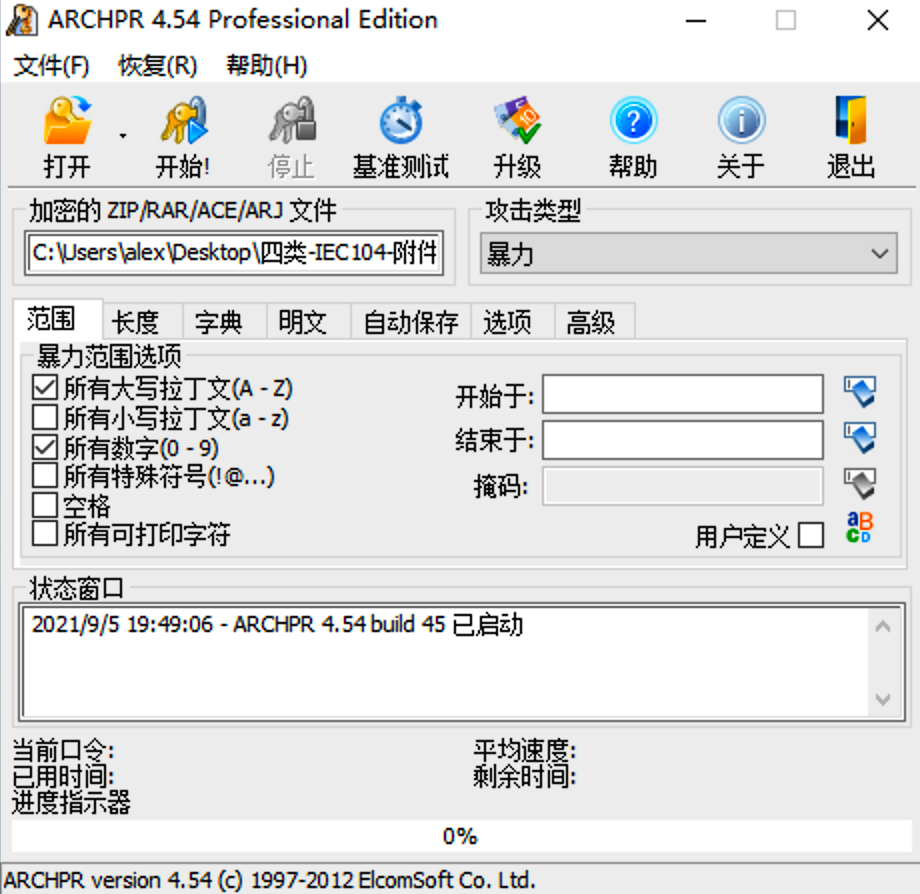 ARCHPR 4.54 Professional Edition
文件(F) 恢复(R) 帮助(H)
打开 开始! 停止 基准测试 升级 帮助 关于 退出
加密的 ZIP/RAR/ACE/ARJ 文件 攻击类型
C:\Users\alex\Desktop\四类-IEC104-附件 暴力
范围 长度 字典 明文 自动保存 选项 高级
暴力范围选项
所有大写拉丁文(A - Z) 开始于:
所有小写拉丁文(a - z)
所有数字(0 - 9) 结束于:
所有特殊符号(!@...) 掩码:
空格
所有可打印字符 用户定义
状态窗口
2021/9/5 19:49:06 - ARCHPR 4.54 build 45 已启动
当前口令: 平均速度:
已用时间: 剩余时间:
进度指示器
0%
ARCHPR version 4.54 (c) 1997-2012 ElcomSoft Co. Ltd.